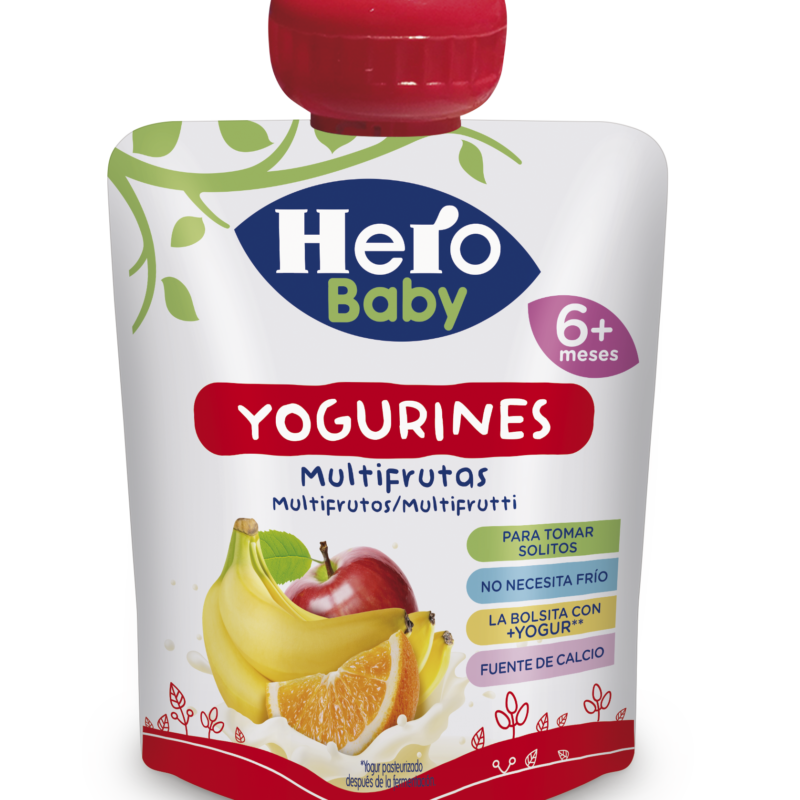 Hero
Baby
6+
meses
YOGURINES
Multifrutas
Multifrutos/Multifrutti
PARA TOMAR
SOLITOS
NO NECESITA FRÍO
LA BOLSITA CON
+YOGUR**
FUENTE DE CALCIO
*Yogur pasteurizado
después de la fermentación